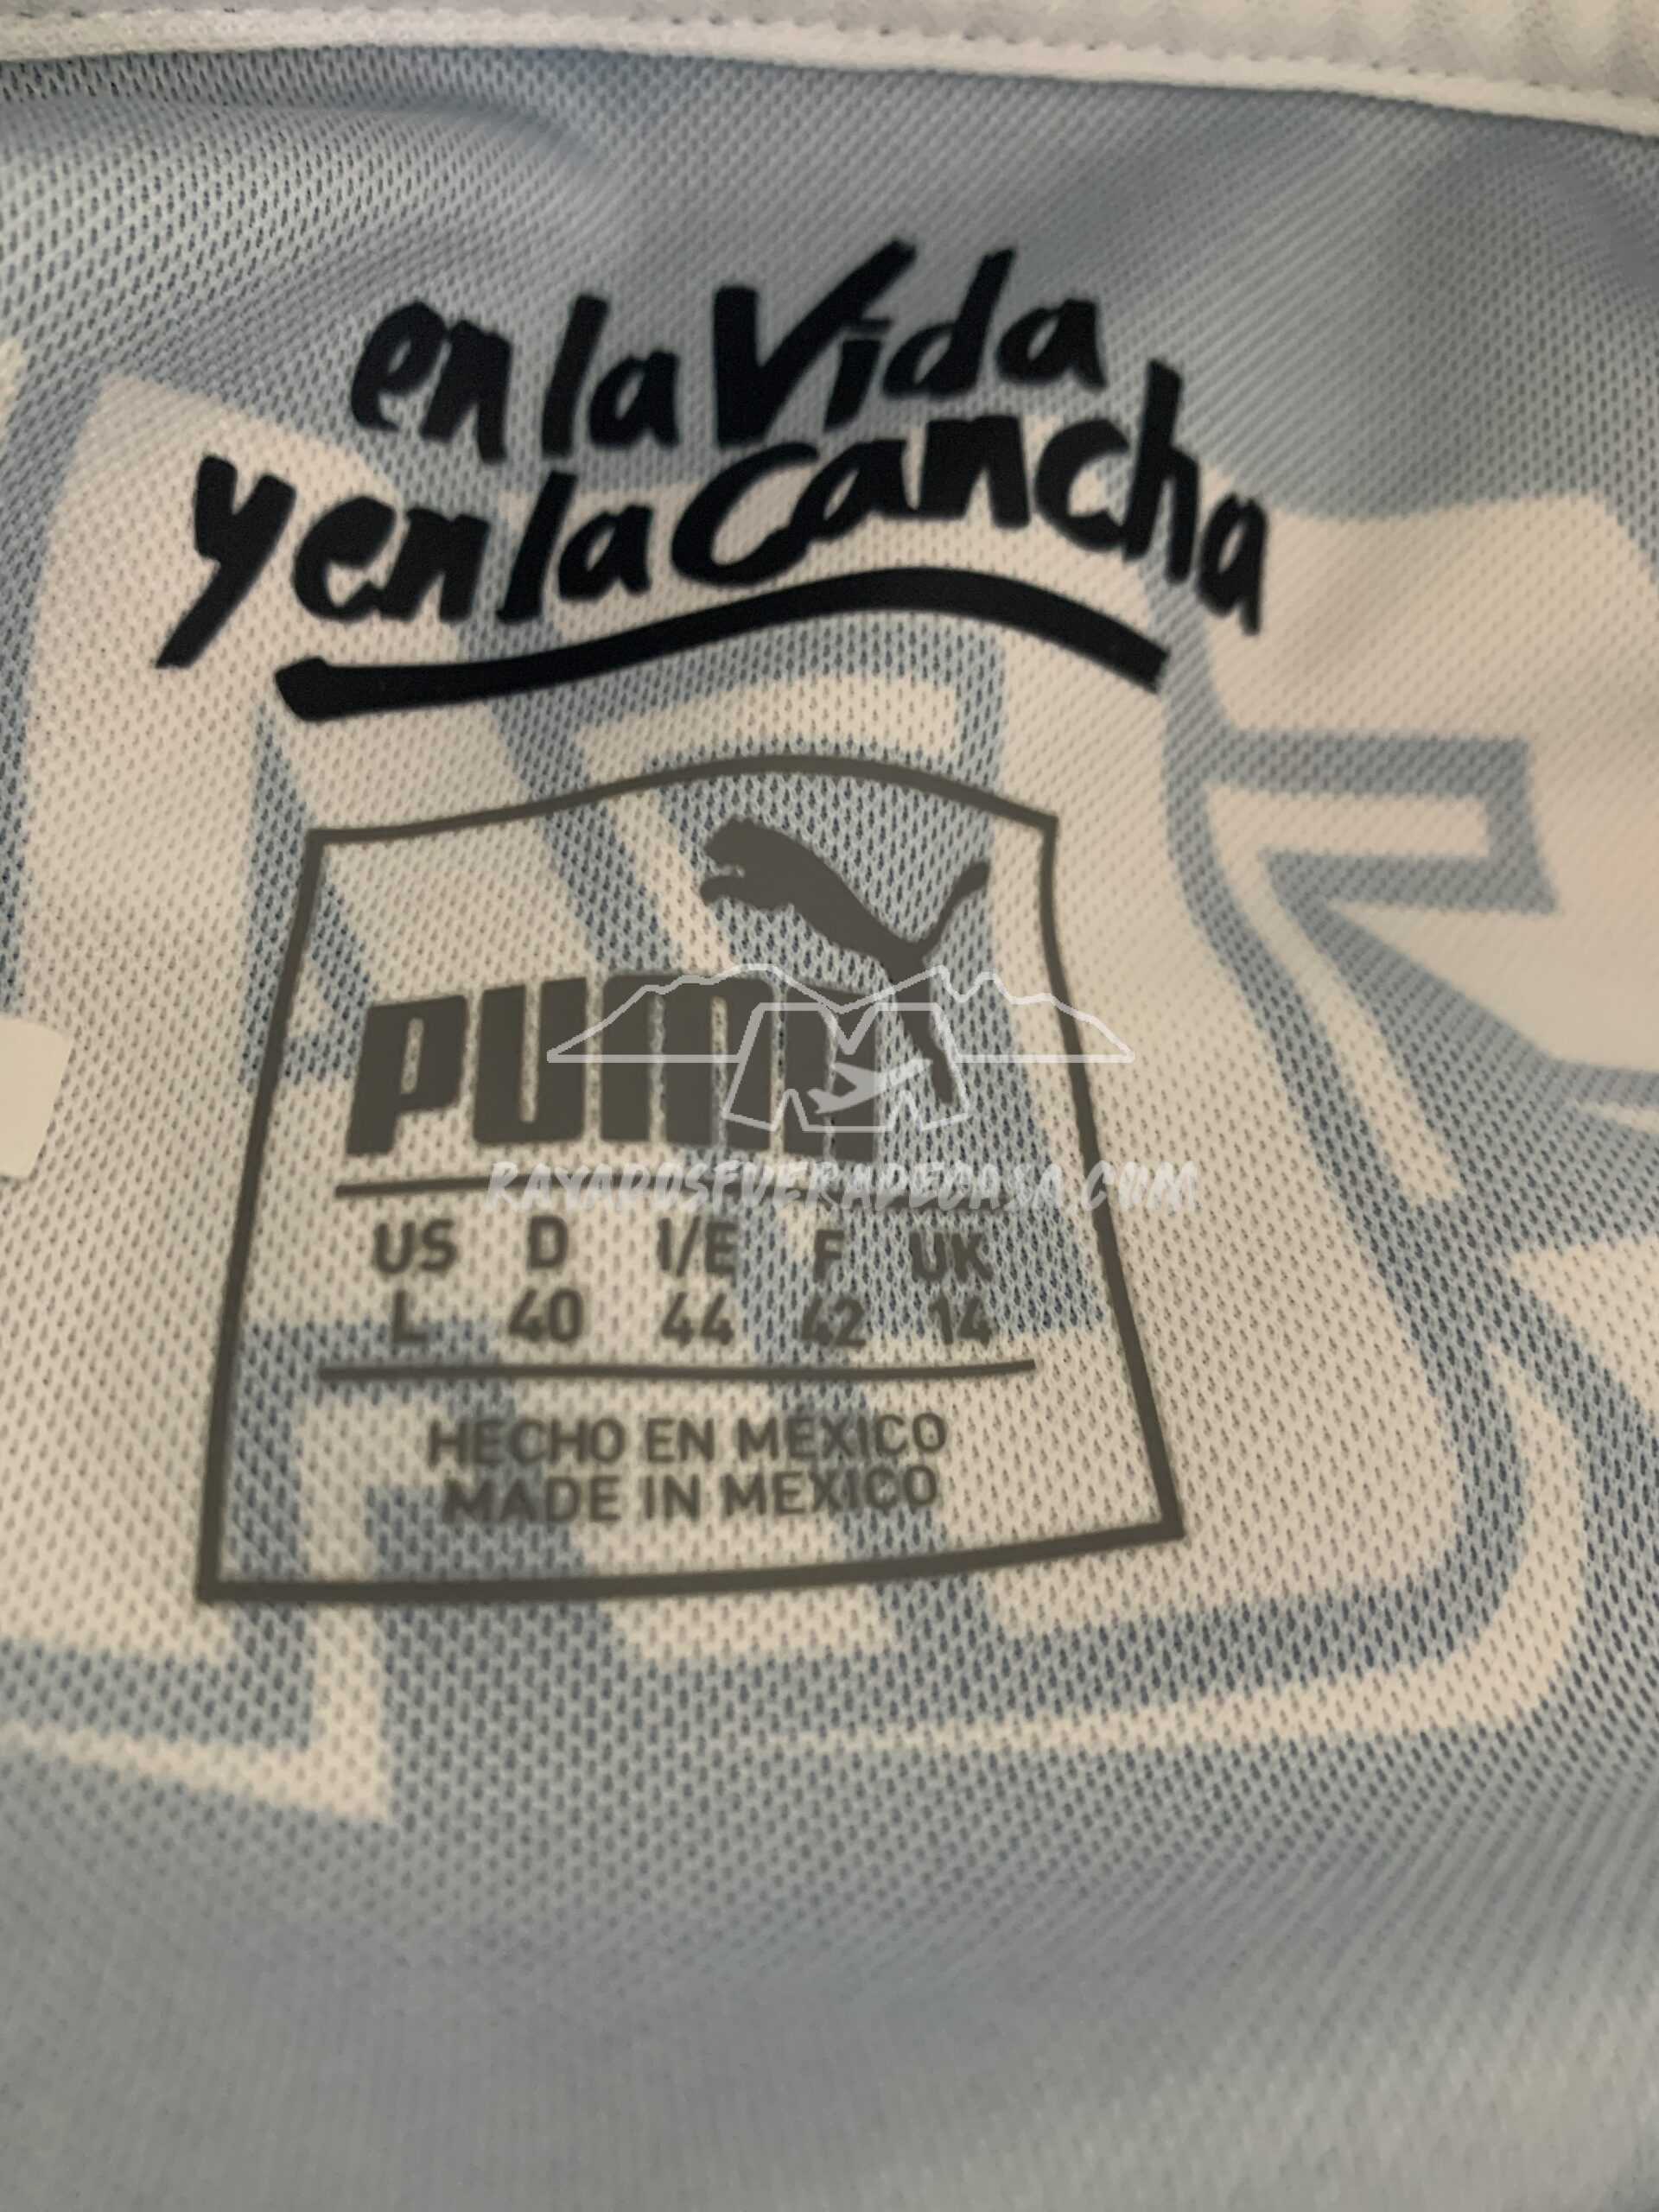 en la Vida
y en la Cancha
PUMA
RAYADOSFUERADECASA.COM
US D I/E F UK
L 40 44 42 14
HECHO EN MÉXICO
MADE IN MEXICO